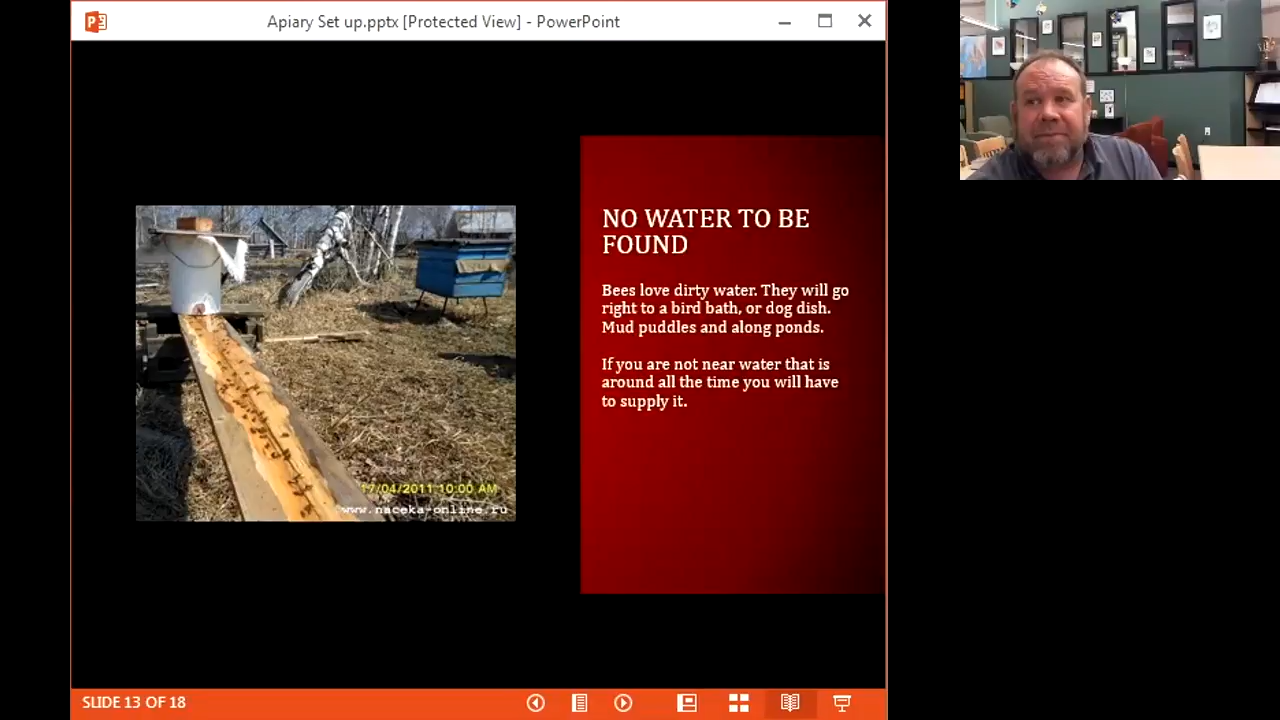 Apiary Set up.pptx [Protected View] - PowerPoint
NO WATER TO BE
FOUND
Bees love dirty water. They will go
right to a bird bath, or dog dish.
Mud puddles and along ponds.
If you are not near water that is
around all the time you will have
to supply it.
17/04/2011 10:00 AM
www.naceka-online.ru
SLIDE 13 OF 18